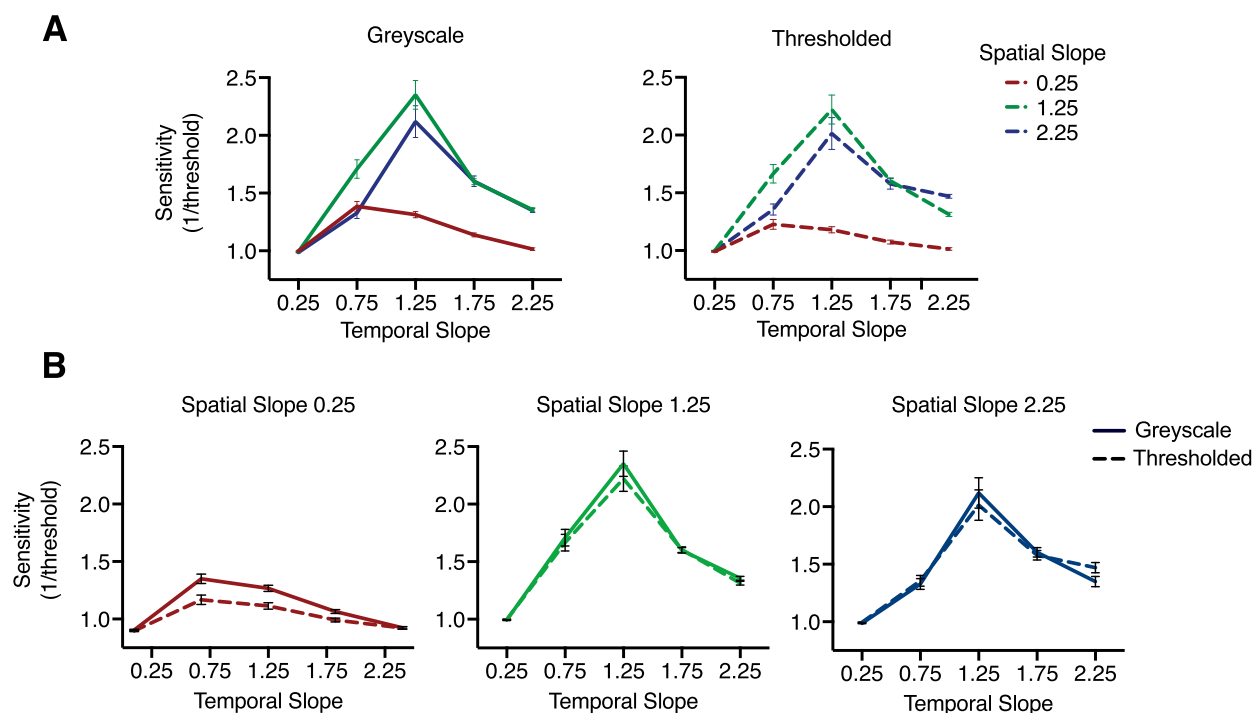 A
Greyscale
Thresholded
Spatial Slope
0.25
1.25
2.25
Sensitivity
(1/threshold)
2.5
2.0
1.5
1.0
0.25 0.75 1.25 1.75 2.25
Temporal Slope
2.5
2.0
1.5
1.0
0.25 0.75 1.25 1.75 2.25
Temporal Slope
B
Spatial Slope 0.25
Spatial Slope 1.25
Spatial Slope 2.25
Greyscale
Thresholded
Sensitivity
(1/threshold)
2.5
2.0
1.5
1.0
0.25 0.75 1.25 1.75 2.25
Temporal Slope
2.5
2.0
1.5
1.0
0.25 0.75 1.25 1.75 2.25
Temporal Slope
2.5
2.0
1.5
1.0
0.25 0.75 1.25 1.75 2.25
Temporal Slope